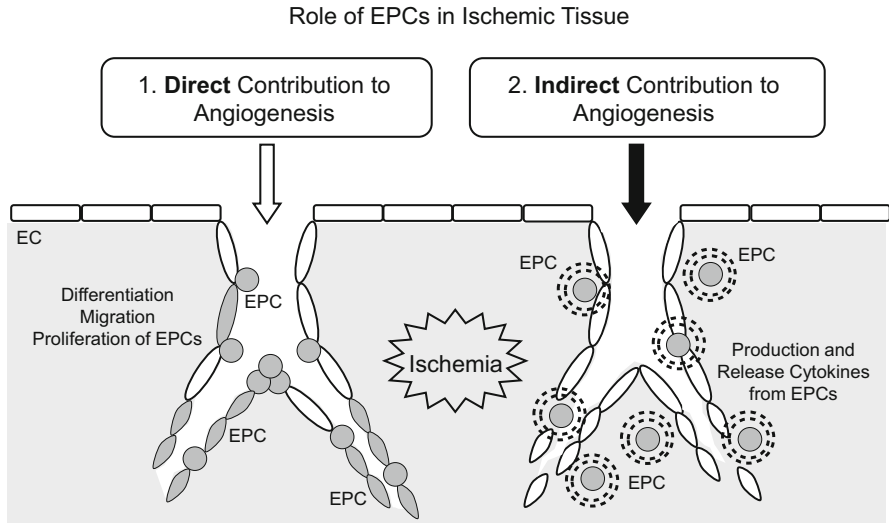 Role of EPCs in Ischemic Tissue
1. Direct Contribution to
Angiogenesis
2. Indirect Contribution to
Angiogenesis
EC
EPC
Differentiation
Migration
Proliferation of EPCs
EPC
EPC
Ischemia
EPC
EPC
Production and
Release Cytokines
from EPCs
EPC